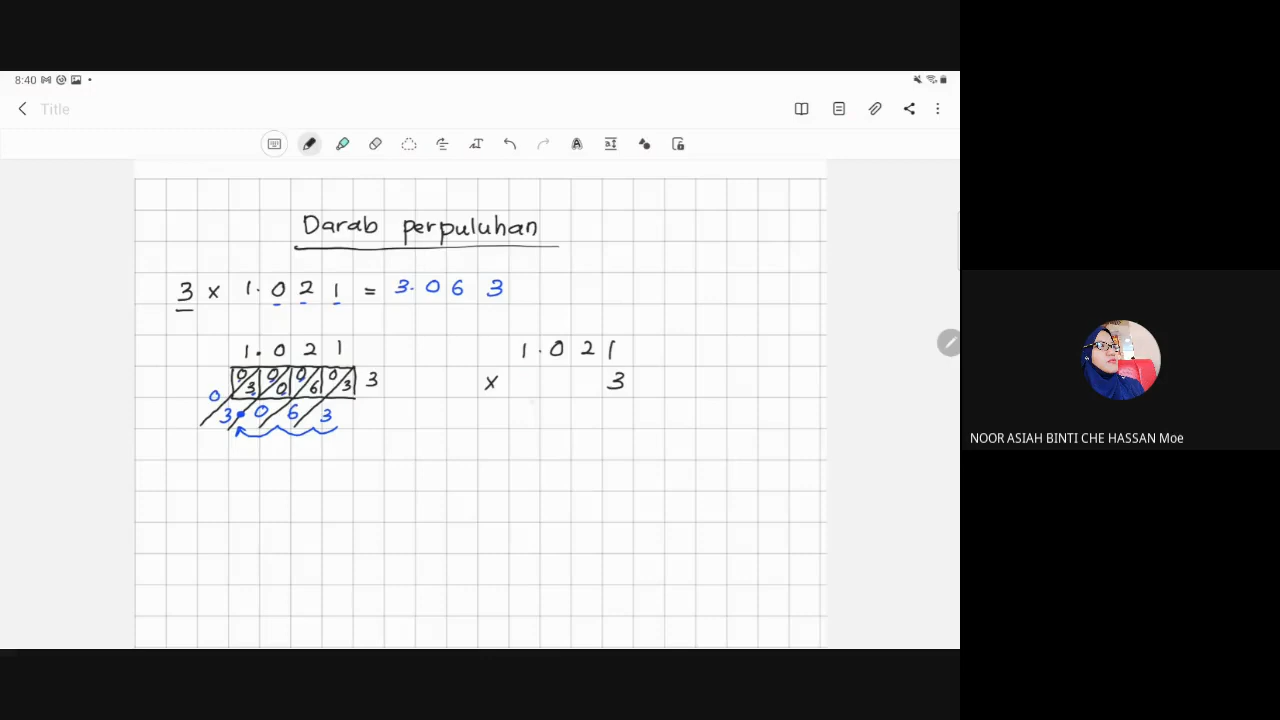 8:40
Title
Darab perpuluhan
3 x 1.021 = 3.063
1.021
0 3 0 0 0 6 0 3 3
0 3.0 6 3
1.021
x 3
NOOR ASIAH BINTI CHE HASSAN Moe